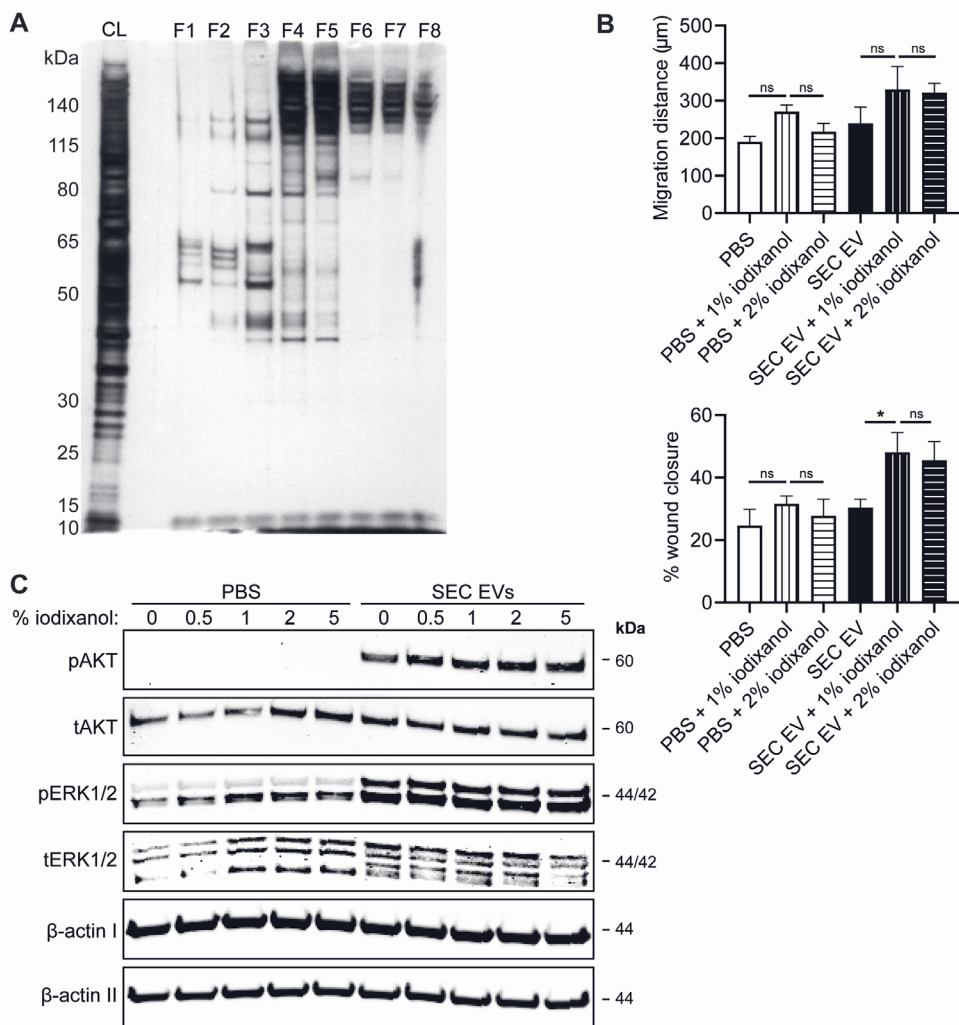 A
CL F1 F2 F3 F4 F5 F6 F7 F8
kDa
140
115
80
65
50
30
25
15
10
B
Migration distance (µm)
500
400
300
200
100
0
ns ns ns ns
PBS
PBS + 1% iodixanol
PBS + 2% iodixanol
SEC EV
SEC EV + 1% iodixanol
SEC EV + 2% iodixanol
% wound closure
60
40
20
0
ns ns * ns
PBS
PBS + 1% iodixanol
PBS + 2% iodixanol
SEC EV
SEC EV + 1% iodixanol
SEC EV + 2% iodixanol
C
PBS SEC EVs
% iodixanol: 0 0.5 1 2 5 0 0.5 1 2 5 kDa
pAKT - 60
tAKT - 60
pERK1/2 - 44/42
tERK1/2 - 44/42
β-actin I - 44
β-actin II - 44